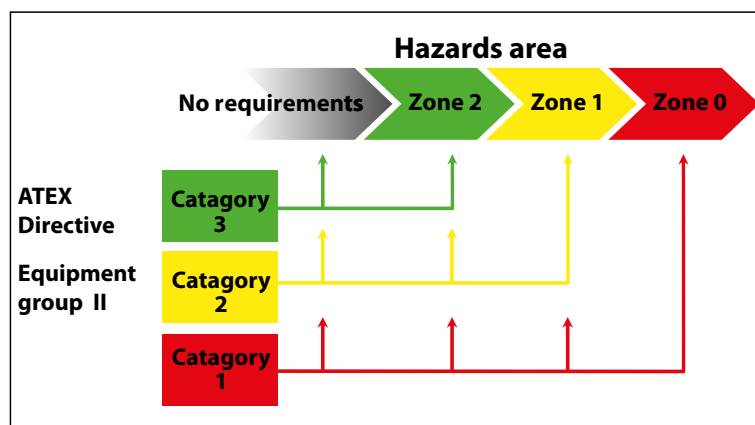 Hazards area
No requirements
Zone 2
Zone 1
Zone 0
ATEX
Directive
Catagory
3
Equipment
group II
Catagory
2
Catagory
1